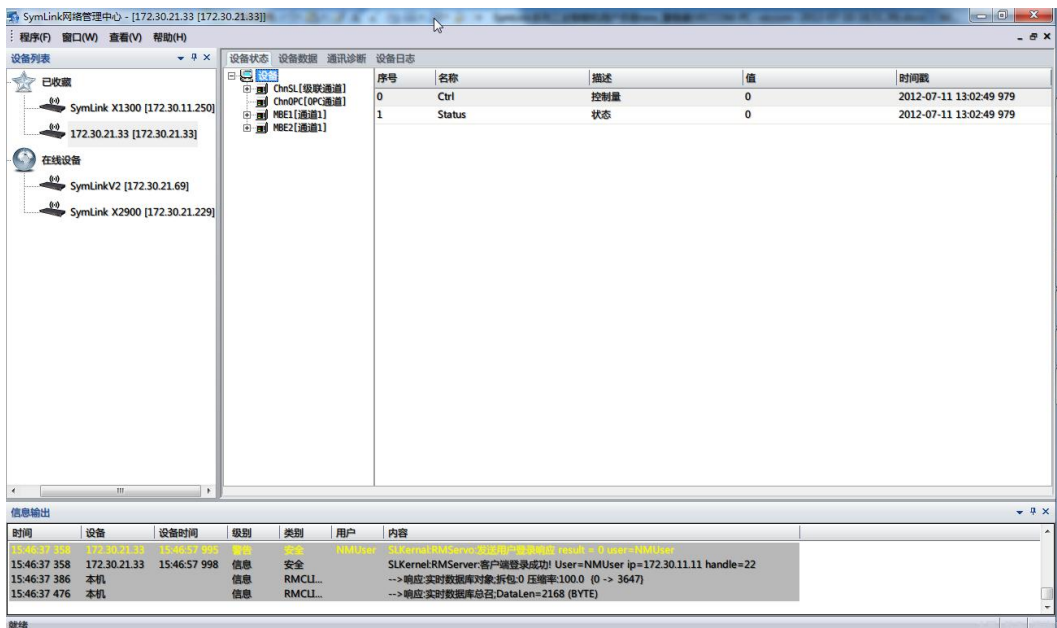 SymLink网络管理中心 - [172.30.21.33 [172.30.21.33]]
程序(F) 窗口(W) 查看(V) 帮助(H)
设备列表
已收藏
SymLink X1300 [172.30.11.250]
172.30.21.33 [172.30.21.33]
在线设备
SymLinkV2 [172.30.21.69]
SymLink X2900 [172.30.21.229]
设备状态 设备数据 通讯诊断 设备日志
设备
ChnSL[级联通道]
ChnOPC[OPC通道]
MBE1[通道1]
MBE2[通道1]
序号 名称 描述 值 时间戳
0 Ctrl 控制量 0 2012-07-11 13:02:49 979
1 Status 状态 0 2012-07-11 13:02:49 979
信息输出
时间 设备 设备时间 级别 类别 用户 内容
15:46:37 358 172.30.21.33 15:46:57 995 警告 安全 NMUser SLKernel:RMServo:发送用户登录响应 result = 0 user=NMUser
15:46:37 358 172.30.21.33 15:46:57 998 信息 安全 SLKernel:RMServer:客户端登录成功! User=NMUser ip=172.30.11.11 handle=22
15:46:37 386 本机 信息 RMCLI... -->响应:实时数据库对象;拆包:0 压缩率:100.0 (0 -> 3647)
15:46:37 476 本机 信息 RMCLI... -->响应:实时数据库总召;DataLen=2168 (BYTE)
就绪